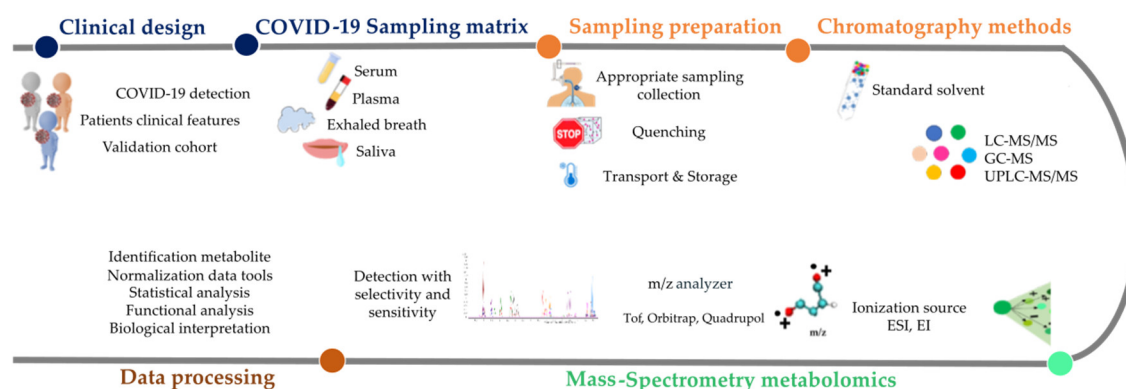 Clinical design
COVID-19 Sampling matrix
Sampling preparation
Chromatography methods
COVID-19 detection
Patients clinical features
Validation cohort
Serum
Plasma
Exhaled breath
Saliva
Appropriate sampling
collection
STOP
Quenching
Transport & Storage
Standard solvent
LC-MS/MS
GC-MS
UPLC-MS/MS
Identification metabolite
Normalization data tools
Statistical analysis
Functional analysis
Biological interpretation
Detection with
selectivity and
sensitivity
m/z analyzer
Tof, Orbitrap, Quadrupol
m/z
Ionization source
ESI, EI
Data processing
Mass-Spectrometry metabolomics